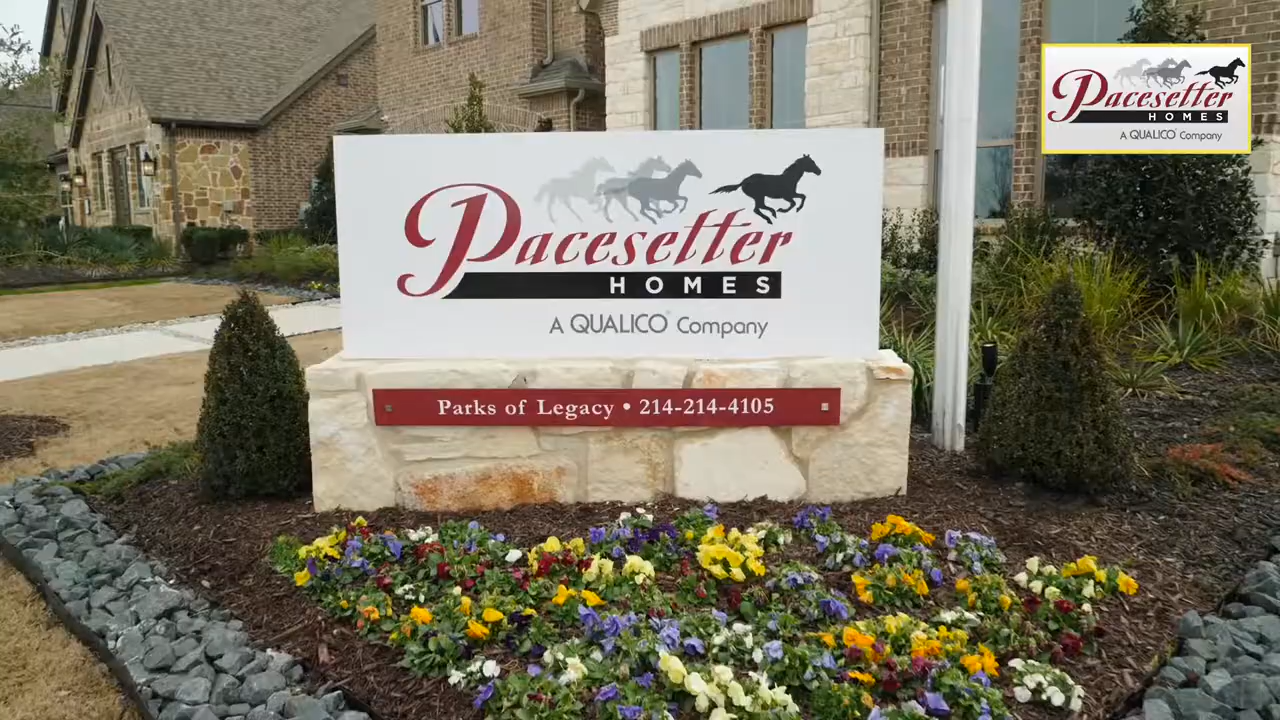 Pacesetter
HOMES
A QUALICO Company
Parks of Legacy • 214-214-4105
Pacesetter
HOMES
A QUALICO Company